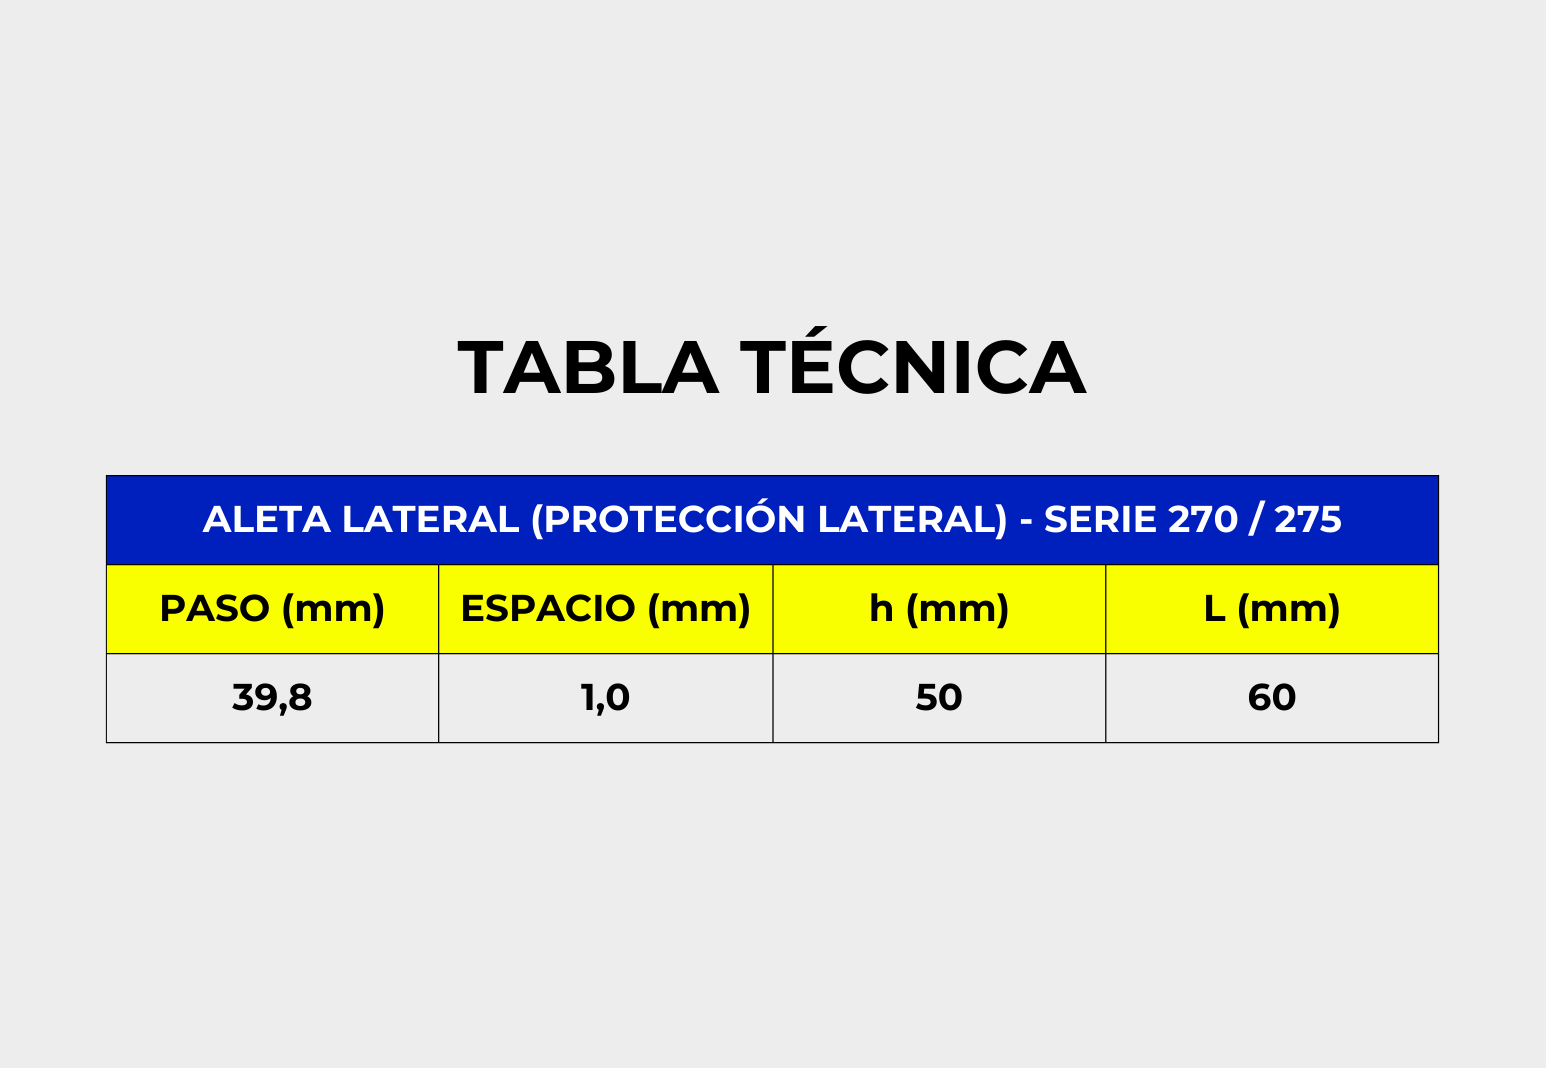 TABLA TÉCNICA
ALETA LATERAL (PROTECCIÓN LATERAL) - SERIE 270 / 275
PASO (mm) ESPACIO (mm) h (mm) L (mm)
39,8 1,0 50 60